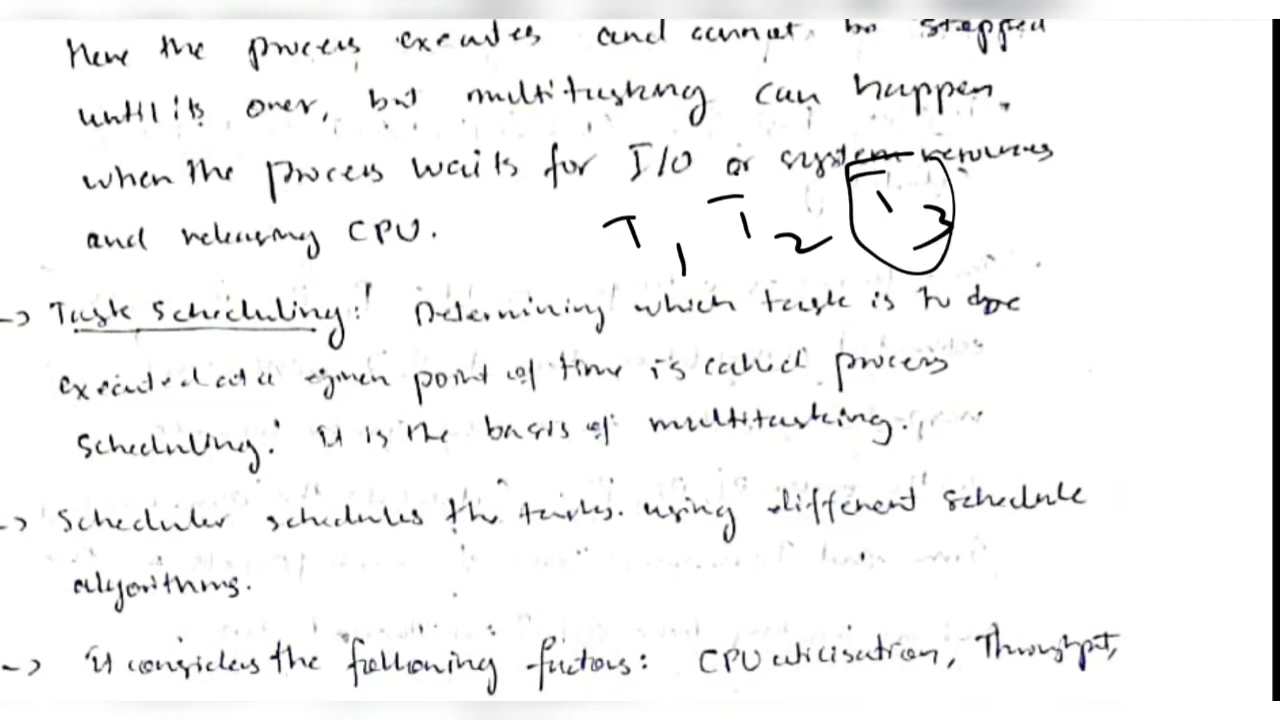 Here the process executes and cannot be stopped
until its over, but multitasking can happen,
when the process waits for I/O or system resources
and releasing CPU.
T1 T2 T3
-> Task Scheduling: Determining which task is to be
executed at a given point of time is called process
Scheduling. It is the basis of multitasking.
-> Scheduler schedules the tasks using different schedule
algorithms.
-> It considers the following factors: CPU utilisation, Throughput,